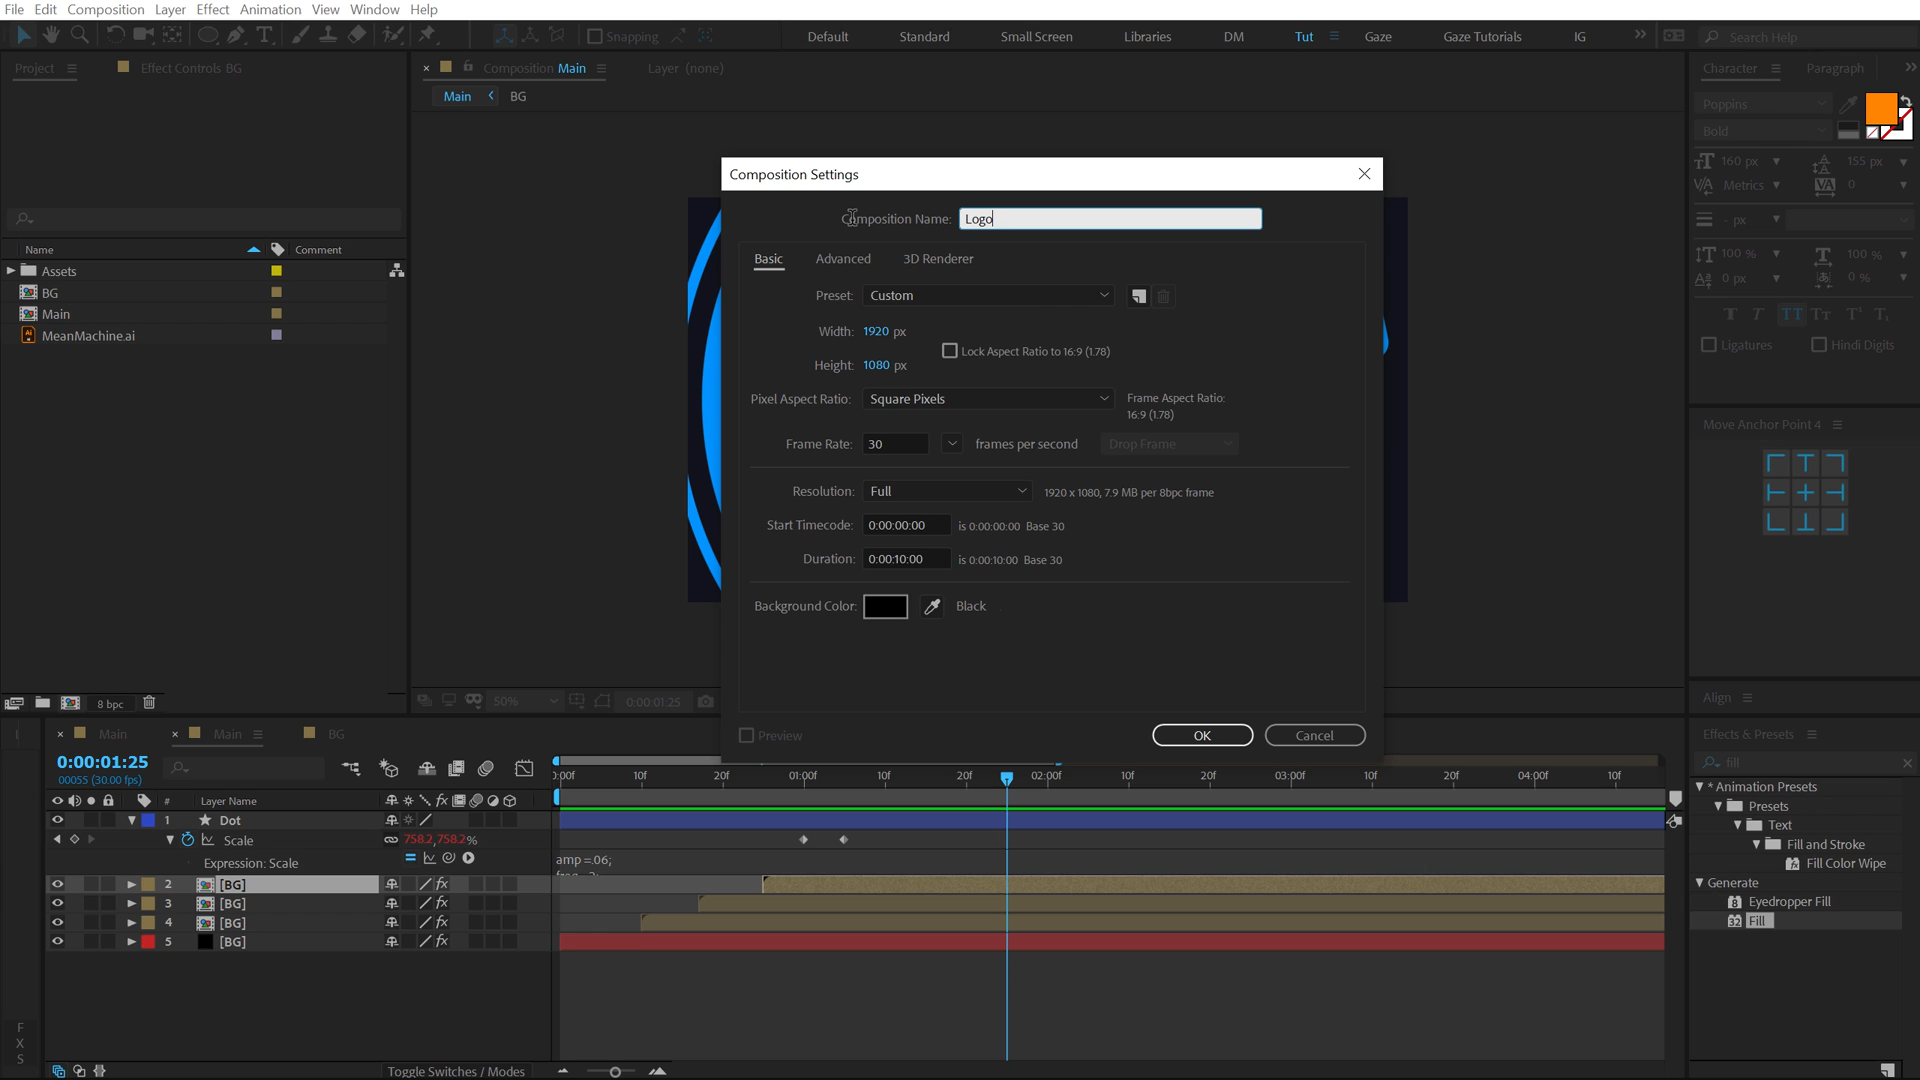 File Edit Composition Layer Effect Animation View Window Help
Snapping Default Standard Small Screen Libraries DM Tut Gaze Gaze Tutorials IG Search Help
Project Effect Controls BG
Composition Main Layer (none)
Main BG
Name Comment
Assets
BG
Main
MeanMachine.ai
8 bpc
50% 0:00:01:25
Composition Settings
Composition Name: Logo
Basic Advanced 3D Renderer
Preset: Custom
Width: 1920 px
Lock Aspect Ratio to 16:9 (1.78)
Height: 1080 px
Pixel Aspect Ratio: Square Pixels Frame Aspect Ratio:
16:9 (1.78)
Frame Rate: 30 frames per second Drop Frame
Resolution: Full 1920 x 1080, 7.9 MB per 8bpc frame
Start Timecode: 0:00:00:00 is 0:00:00:00 Base 30
Duration: 0:00:10:00 is 0:00:10:00 Base 30
Background Color: Black
Preview OK Cancel
Character Paragraph
Poppins
Bold
160 px 155 px
Metrics 0
- px
100 % 100 %
0 px 0 %
Ligatures Hindi Digits
Move Anchor Point 4
Align
Effects & Presets
fill
* Animation Presets
Presets
Text
Fill and Stroke
Fill Color Wipe
Generate
Eyedropper Fill
Fill
Main Main BG
0:00:01:25
00055 (30.00 fps)
0:00f 10f 20f 01:00f 10f 20f 02:00f 10f 20f 03:00f 10f 20f 04:00f 10f
# Layer Name
1 Dot
Scale 758.2,758.2%
Expression: Scale amp =.06;
2 [BG]
3 [BG]
4 [BG]
5 [BG]
F
X
S
Toggle Switches / Modes